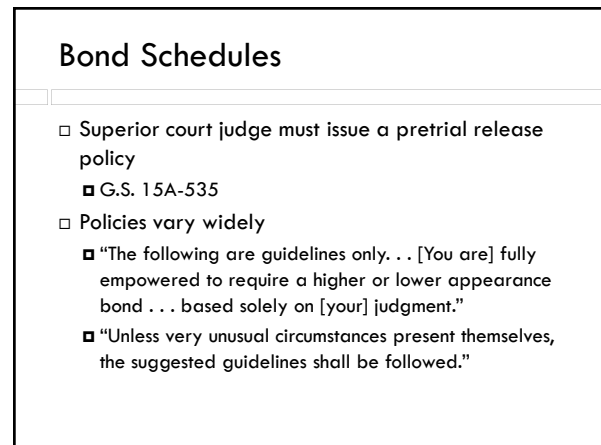 Bond Schedules
Superior court judge must issue a pretrial release
policy
G.S. 15A-535
Policies vary widely
“The following are guidelines only. . . [You are] fully
empowered to require a higher or lower appearance
bond . . . based solely on [your] judgment.”
“Unless very unusual circumstances present themselves,
the suggested guidelines shall be followed.”